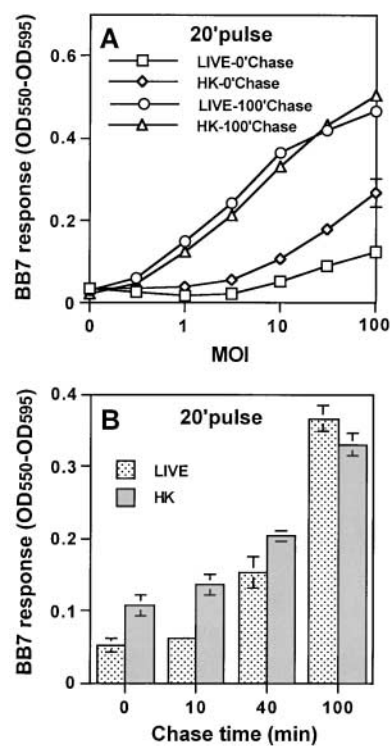 A
20'pulse
LIVE-0'Chase
HK-0'Chase
LIVE-100'Chase
HK-100'Chase
BB7 response (OD550-OD595)
0.6
0.4
0.2
0
0
1
10
100
MOI
B
20'pulse
LIVE
HK
BB7 response (OD550-OD595)
0.4
0.3
0.2
0.1
0
0
10
40
100
Chase time (min)